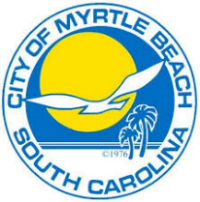 CITY OF MYRTLE BEACH
©1976
SOUTH CAROLINA